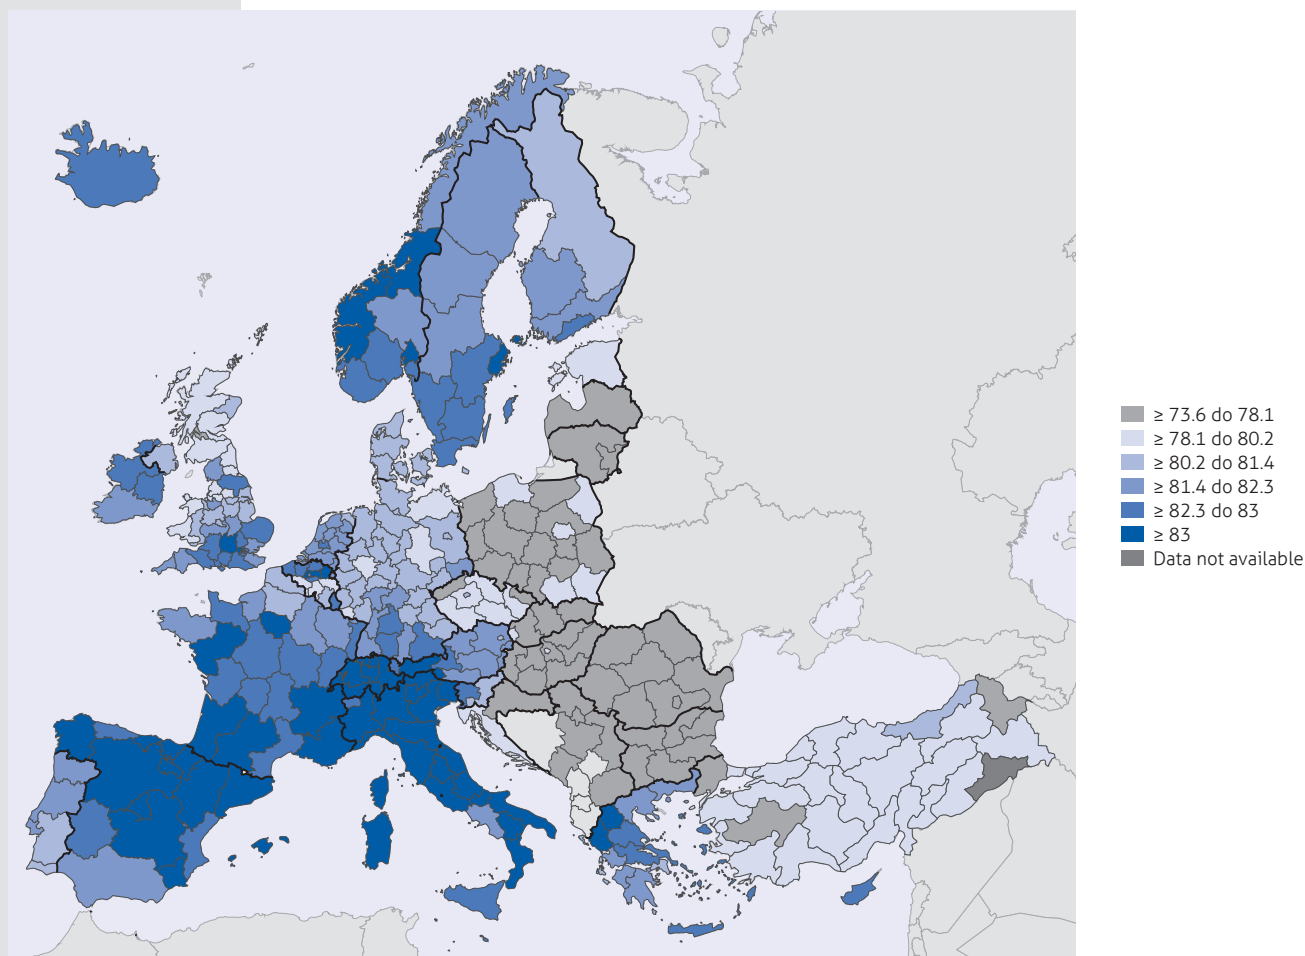 ≥ 73.6 do 78.1
≥ 78.1 do 80.2
≥ 80.2 do 81.4
≥ 81.4 do 82.3
≥ 82.3 do 83
≥ 83
Data not available